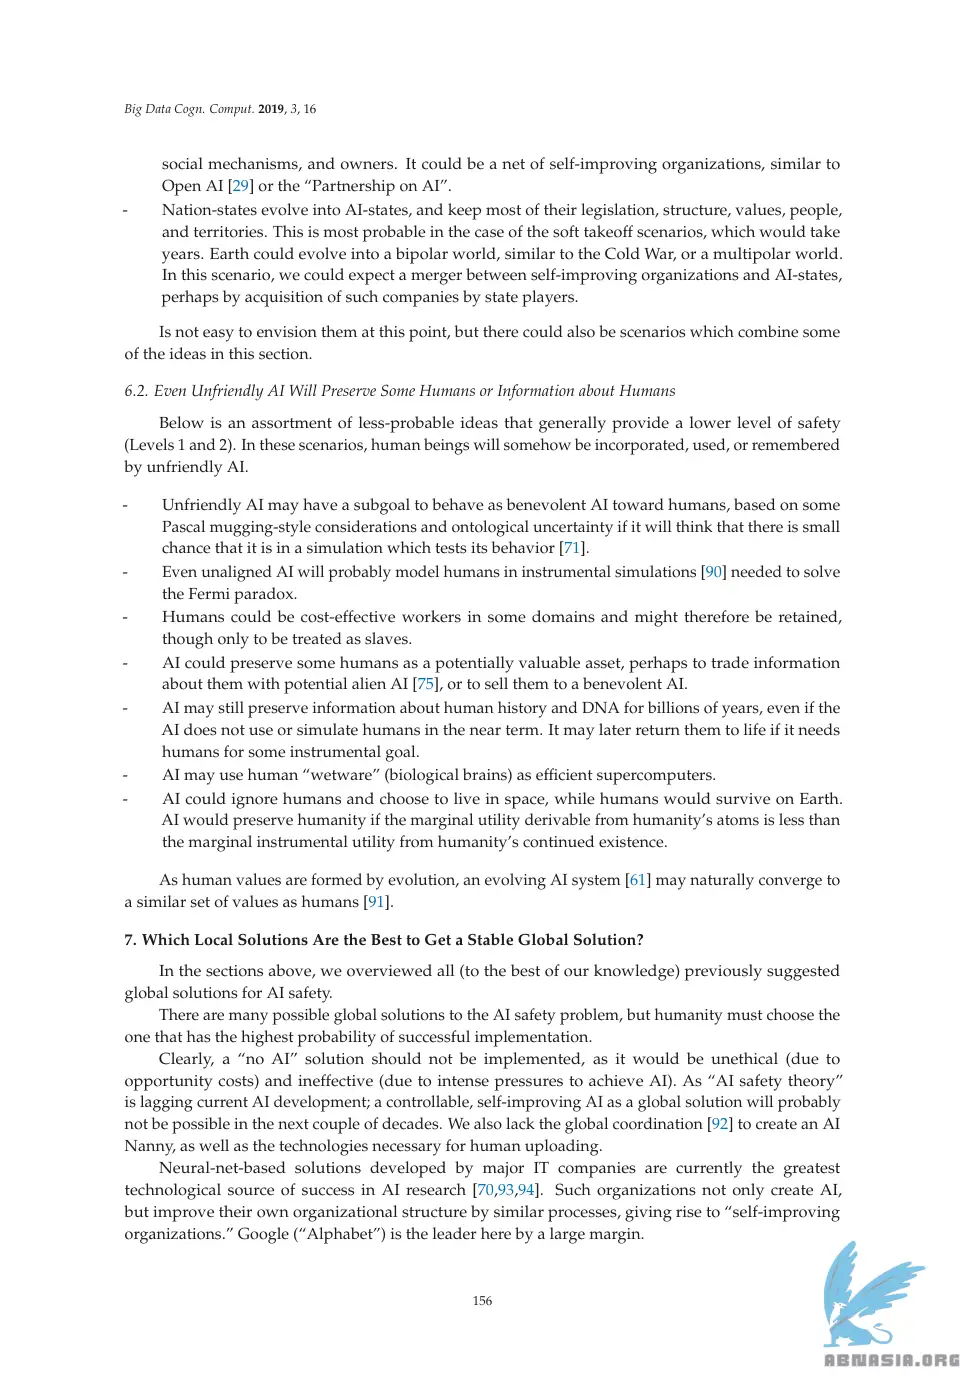 Big Data Cogn. Comput. 2019, 3, 16
social mechanisms, and owners. It could be a net of self-improving organizations, similar to
Open AI [29] or the “Partnership on AI”.
- Nation-states evolve into AI-states, and keep most of their legislation, structure, values, people,
and territories. This is most probable in the case of the soft takeoff scenarios, which would take
years. Earth could evolve into a bipolar world, similar to the Cold War, or a multipolar world.
In this scenario, we could expect a merger between self-improving organizations and AI-states,
perhaps by acquisition of such companies by state players.
Is not easy to envision them at this point, but there could also be scenarios which combine some
of the ideas in this section.
6.2. Even Unfriendly AI Will Preserve Some Humans or Information about Humans
Below is an assortment of less-probable ideas that generally provide a lower level of safety
(Levels 1 and 2). In these scenarios, human beings will somehow be incorporated, used, or remembered
by unfriendly AI.
- Unfriendly AI may have a subgoal to behave as benevolent AI toward humans, based on some
Pascal mugging-style considerations and ontological uncertainty if it will think that there is small
chance that it is in a simulation which tests its behavior [71].
- Even unaligned AI will probably model humans in instrumental simulations [90] needed to solve
the Fermi paradox.
- Humans could be cost-effective workers in some domains and might therefore be retained,
though only to be treated as slaves.
- AI could preserve some humans as a potentially valuable asset, perhaps to trade information
about them with potential alien AI [75], or to sell them to a benevolent AI.
- AI may still preserve information about human history and DNA for billions of years, even if the
AI does not use or simulate humans in the near term. It may later return them to life if it needs
humans for some instrumental goal.
- AI may use human “wetware” (biological brains) as efficient supercomputers.
- AI could ignore humans and choose to live in space, while humans would survive on Earth.
AI would preserve humanity if the marginal utility derivable from humanity’s atoms is less than
the marginal instrumental utility from humanity’s continued existence.
As human values are formed by evolution, an evolving AI system [61] may naturally converge to
a similar set of values as humans [91].
7. Which Local Solutions Are the Best to Get a Stable Global Solution?
In the sections above, we overviewed all (to the best of our knowledge) previously suggested
global solutions for AI safety.
There are many possible global solutions to the AI safety problem, but humanity must choose the
one that has the highest probability of successful implementation.
Clearly, a “no AI” solution should not be implemented, as it would be unethical (due to
opportunity costs) and ineffective (due to intense pressures to achieve AI). As “AI safety theory”
is lagging current AI development; a controllable, self-improving AI as a global solution will probably
not be possible in the next couple of decades. We also lack the global coordination [92] to create an AI
Nanny, as well as the technologies necessary for human uploading.
Neural-net-based solutions developed by major IT companies are currently the greatest
technological source of success in AI research [70,93,94]. Such organizations not only create AI,
but improve their own organizational structure by similar processes, giving rise to “self-improving
organizations.” Google (“Alphabet”) is the leader here by a large margin.
156
ABNASIA.ORG